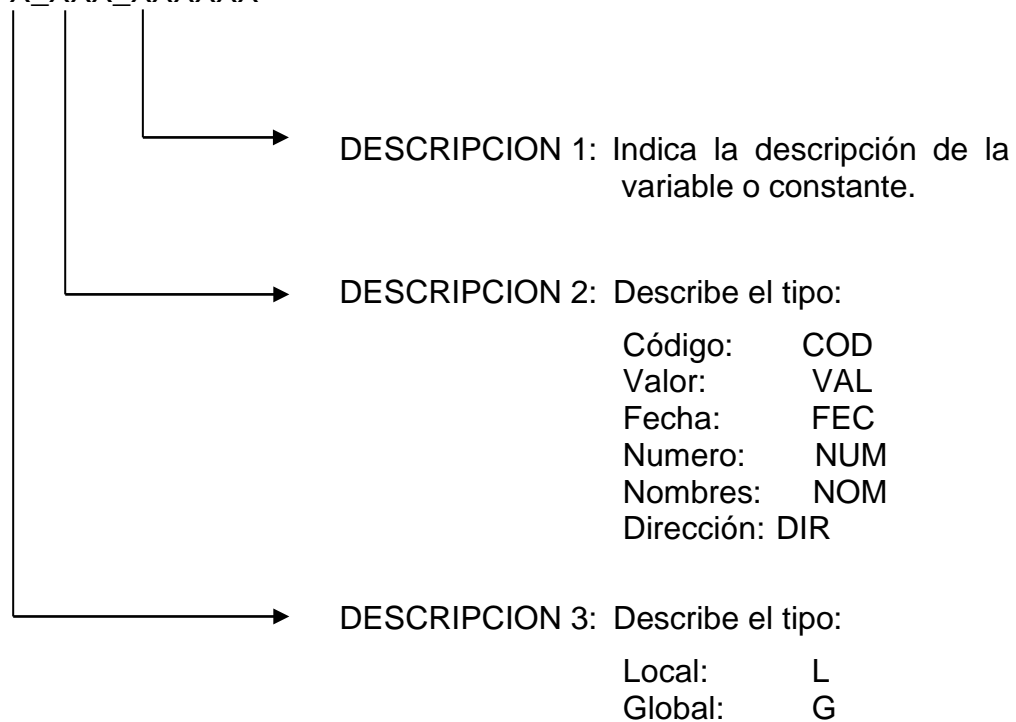 DESCRIPCION 1: Indica la descripción de la
variable o constante.
DESCRIPCION 2: Describe el tipo:
Código: COD
Valor: VAL
Fecha: FEC
Numero: NUM
Nombres: NOM
Dirección: DIR
DESCRIPCION 3: Describe el tipo:
Local: L
Global: G